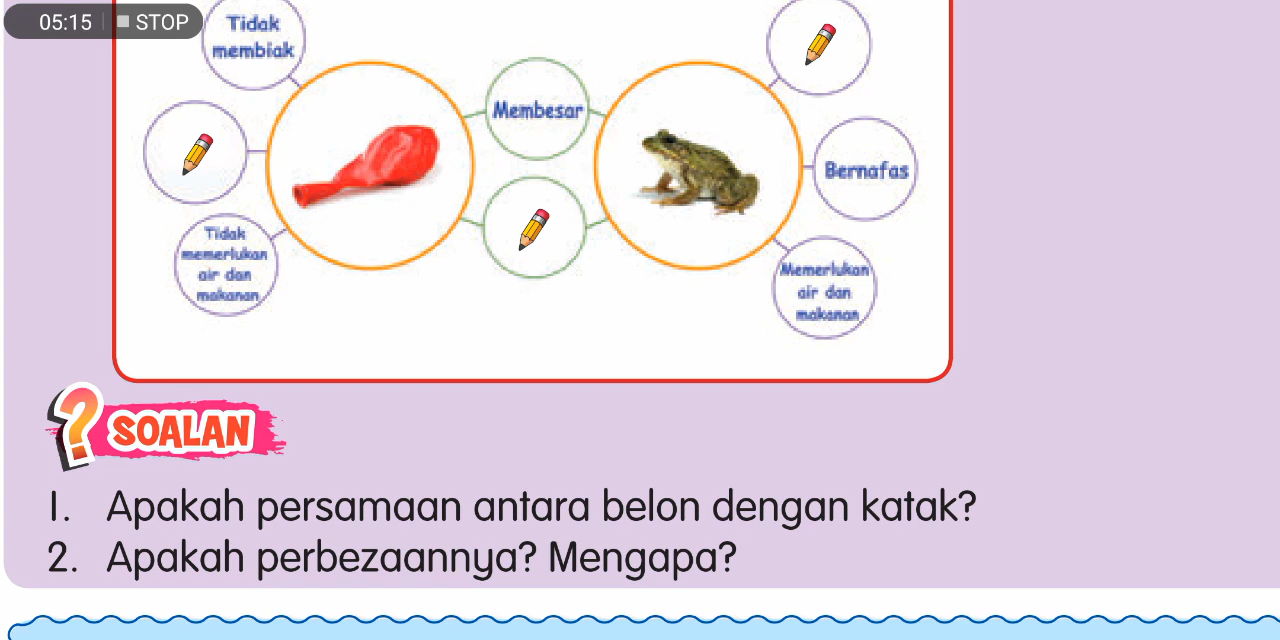 05:15 STOP
Tidak
membiak
Membesar
Bernafas
Tidak
memerlukan
air dan
makanan
Memerlukan
air dan
makanan
? SOALAN
1. Apakah persamaan antara belon dengan katak?
2. Apakah perbezaannya? Mengapa?